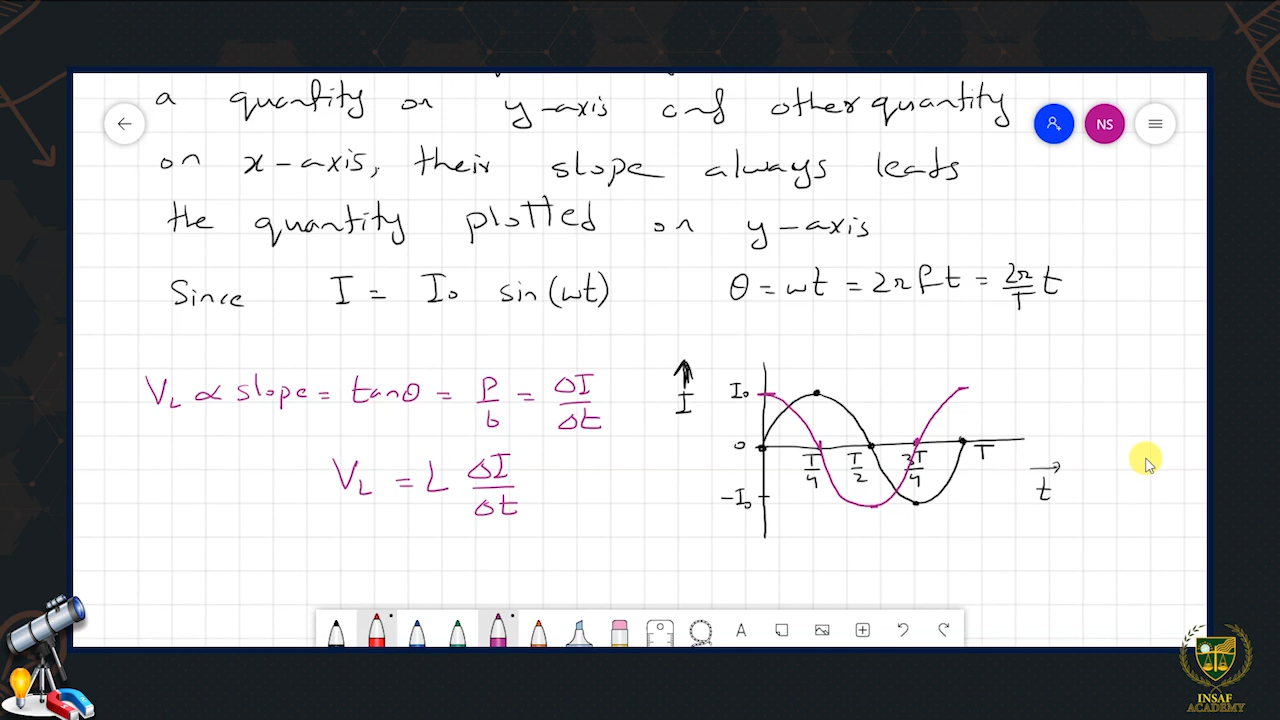 a quantity on y-axis and other quantity
NS
on x-axis, their slope always leads
the quantity plotted on y-axis
Since I = I₀ sin(ωt) θ = ωt = 2πft = 2π/T t
V_L ∝ slope = tanθ = P/b = ΔI/Δt
V_L = L ΔI/Δt
I
I₀
0
-I₀
T/4 T/2 3T/4 T
t
A
INSAF
ACADEMY